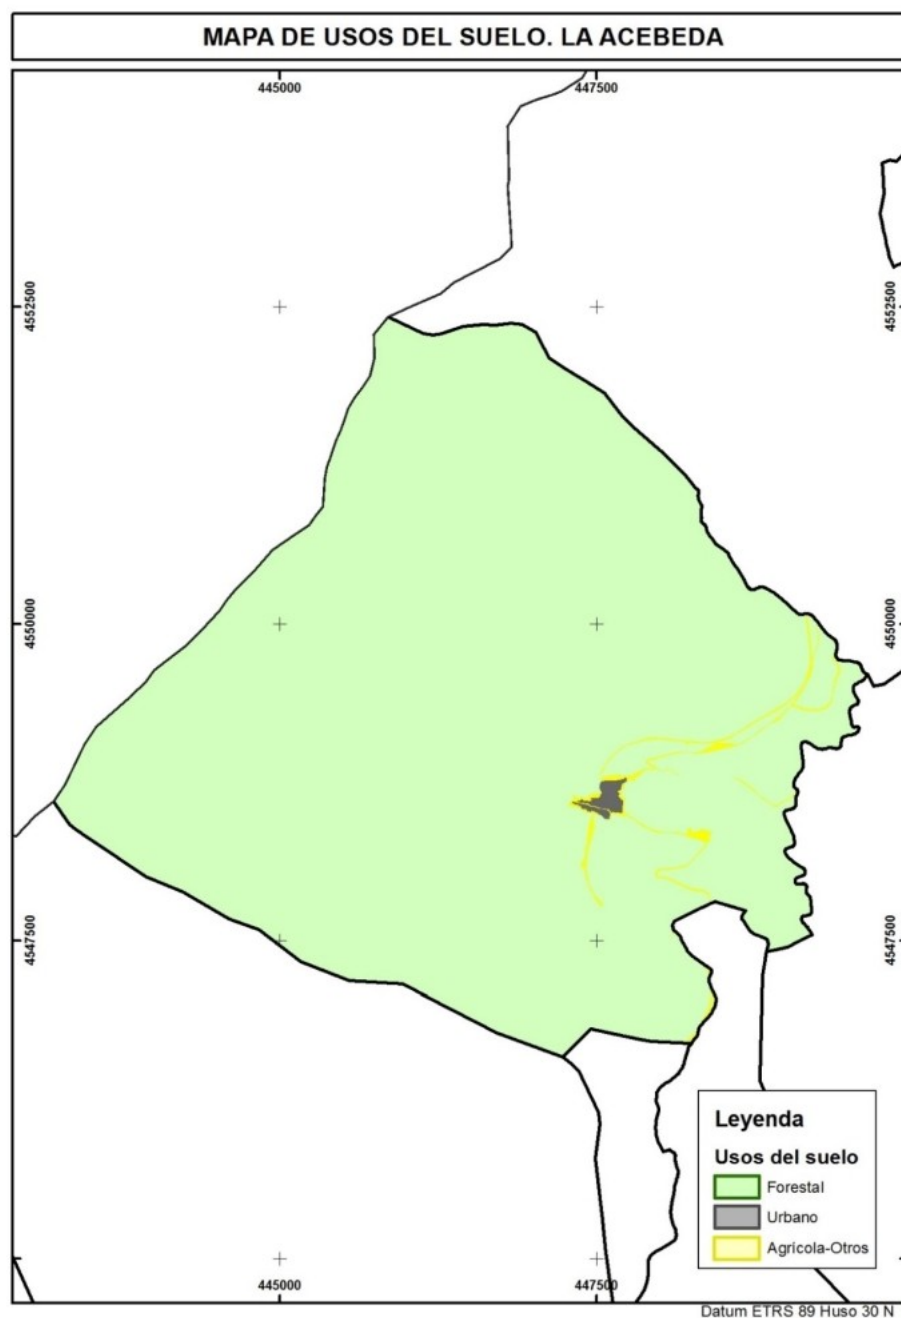 MAPA DE USOS DEL SUELO. LA ACEBEDA
445000
447500
4552500
4552500
4550000
4550000
4547500
4547500
Leyenda
Usos del suelo
Forestal
Urbano
Agrícola-Otros
445000
447500
Datum ETRS 89 Huso 30 N